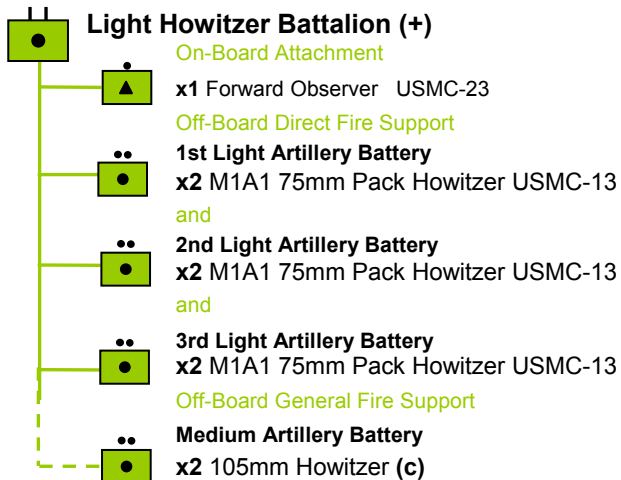 Light Howitzer Battalion (+)
On-Board Attachment
x1 Forward Observer USMC-23
Off-Board Direct Fire Support
1st Light Artillery Battery
x2 M1A1 75mm Pack Howitzer USMC-13
and
2nd Light Artillery Battery
x2 M1A1 75mm Pack Howitzer USMC-13
and
3rd Light Artillery Battery
x2 M1A1 75mm Pack Howitzer USMC-13
Off-Board General Fire Support
Medium Artillery Battery
x2 105mm Howitzer (c)